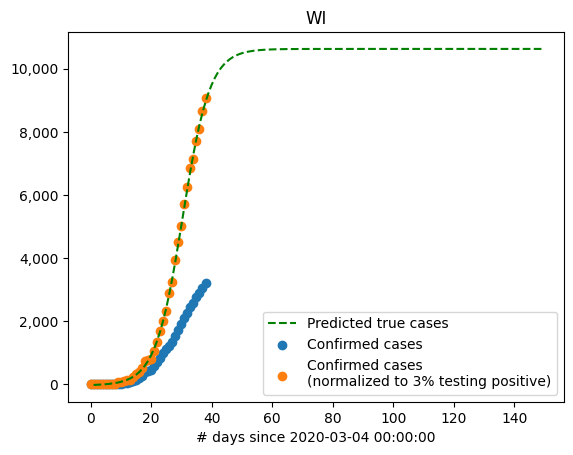 WI
10,000
8,000
6,000
4,000
2,000
0
Predicted true cases
Confirmed cases
Confirmed cases
(normalized to 3% testing positive)
0 20 40 60 80 100 120 140
# days since 2020-03-04 00:00:00